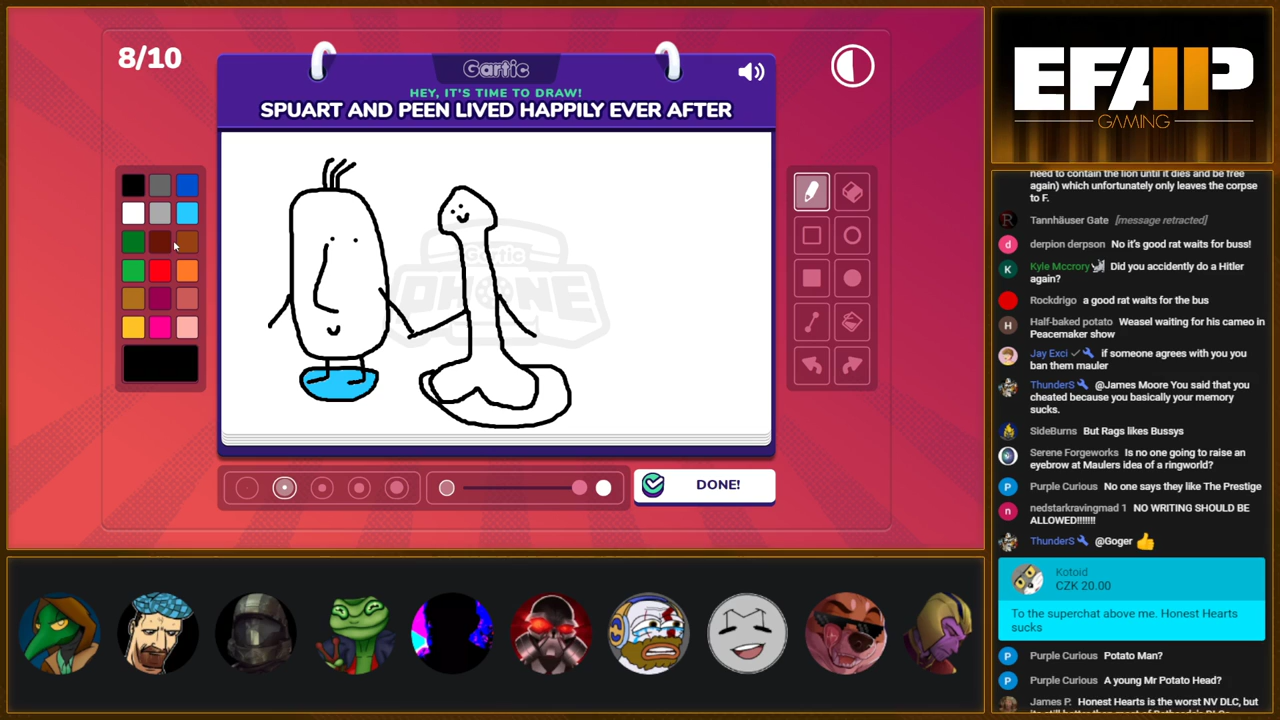 8/10
Gartic
HEY, IT'S TIME TO DRAW!
SPUART AND PEEN LIVED HAPPILY EVER AFTER
Gartic
PHONE
DONE!
EFAP
GAMING
need to contain the lion until it dies and be free
again) which unfortunately only leaves the corpse
to F.
R Tannhäuser Gate [message retracted]
d derpion derpson No it's good rat waits for buss!
K Kyle Mccrory Did you accidently do a Hitler
again?
Rockdrigo a good rat waits for the bus
H Half-baked potato Weasel waiting for his cameo in
Peacemaker show
Jay Exci if someone agrees with you you
ban them mauler
ThunderS @James Moore You said that you
cheated because you basically your memory
sucks.
SideBurns But Rags likes Bussys
Serene Forgeworks Is no one going to raise an
eyebrow at Maulers idea of a ringworld?
P Purple Curious No one says they like The Prestige
n nedstarkravingmad 1 NO WRITING SHOULD BE
ALLOWED!!!!!!!
ThunderS @Goger 👍
Kotoid
CZK 20.00
To the superchat above me. Honest Hearts
sucks
P Purple Curious Potato Man?
P Purple Curious A young Mr Potato Head?
James P. Honest Hearts is the worst NV DLC, but